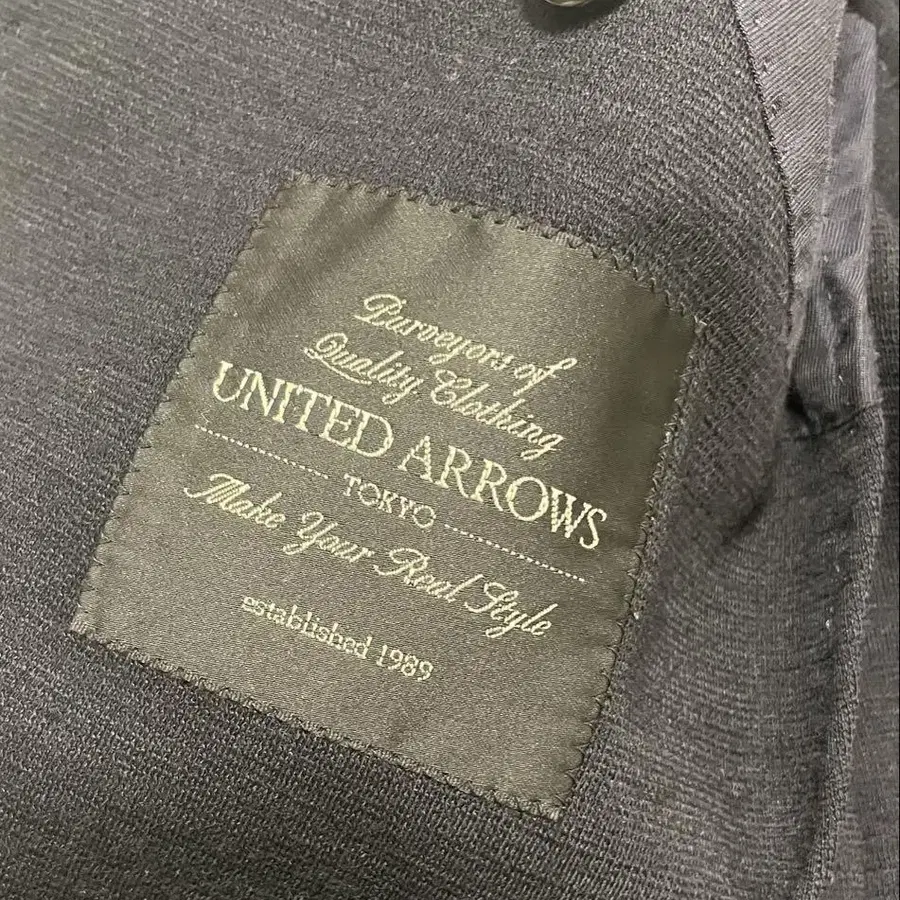 Purveyors of
Quality Clothing
UNITED ARROWS
TOKYO
Make Your Real Style
established 1989